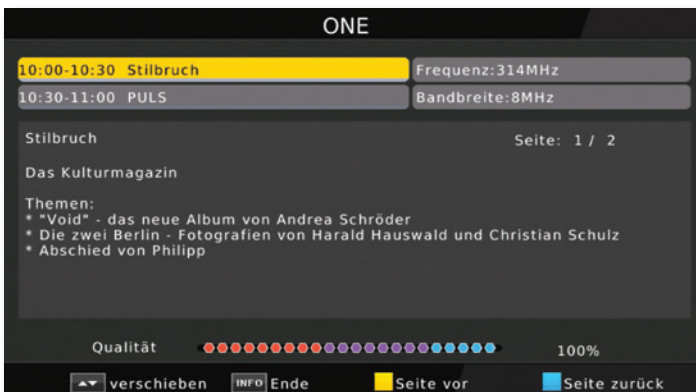 ONE
10:00-10:30 Stilbruch
Frequenz:314MHz
10:30-11:00 PULS
Bandbreite:8MHz
Stilbruch
Seite: 1 / 2
Das Kulturmagazin
Themen:
* "Void" - das neue Album von Andrea Schröder
* Die zwei Berlin - Fotografien von Harald Hauswald und Christian Schulz
* Abschied von Philipp
Qualität 100%
verschieben INFO Ende Seite vor Seite zurück